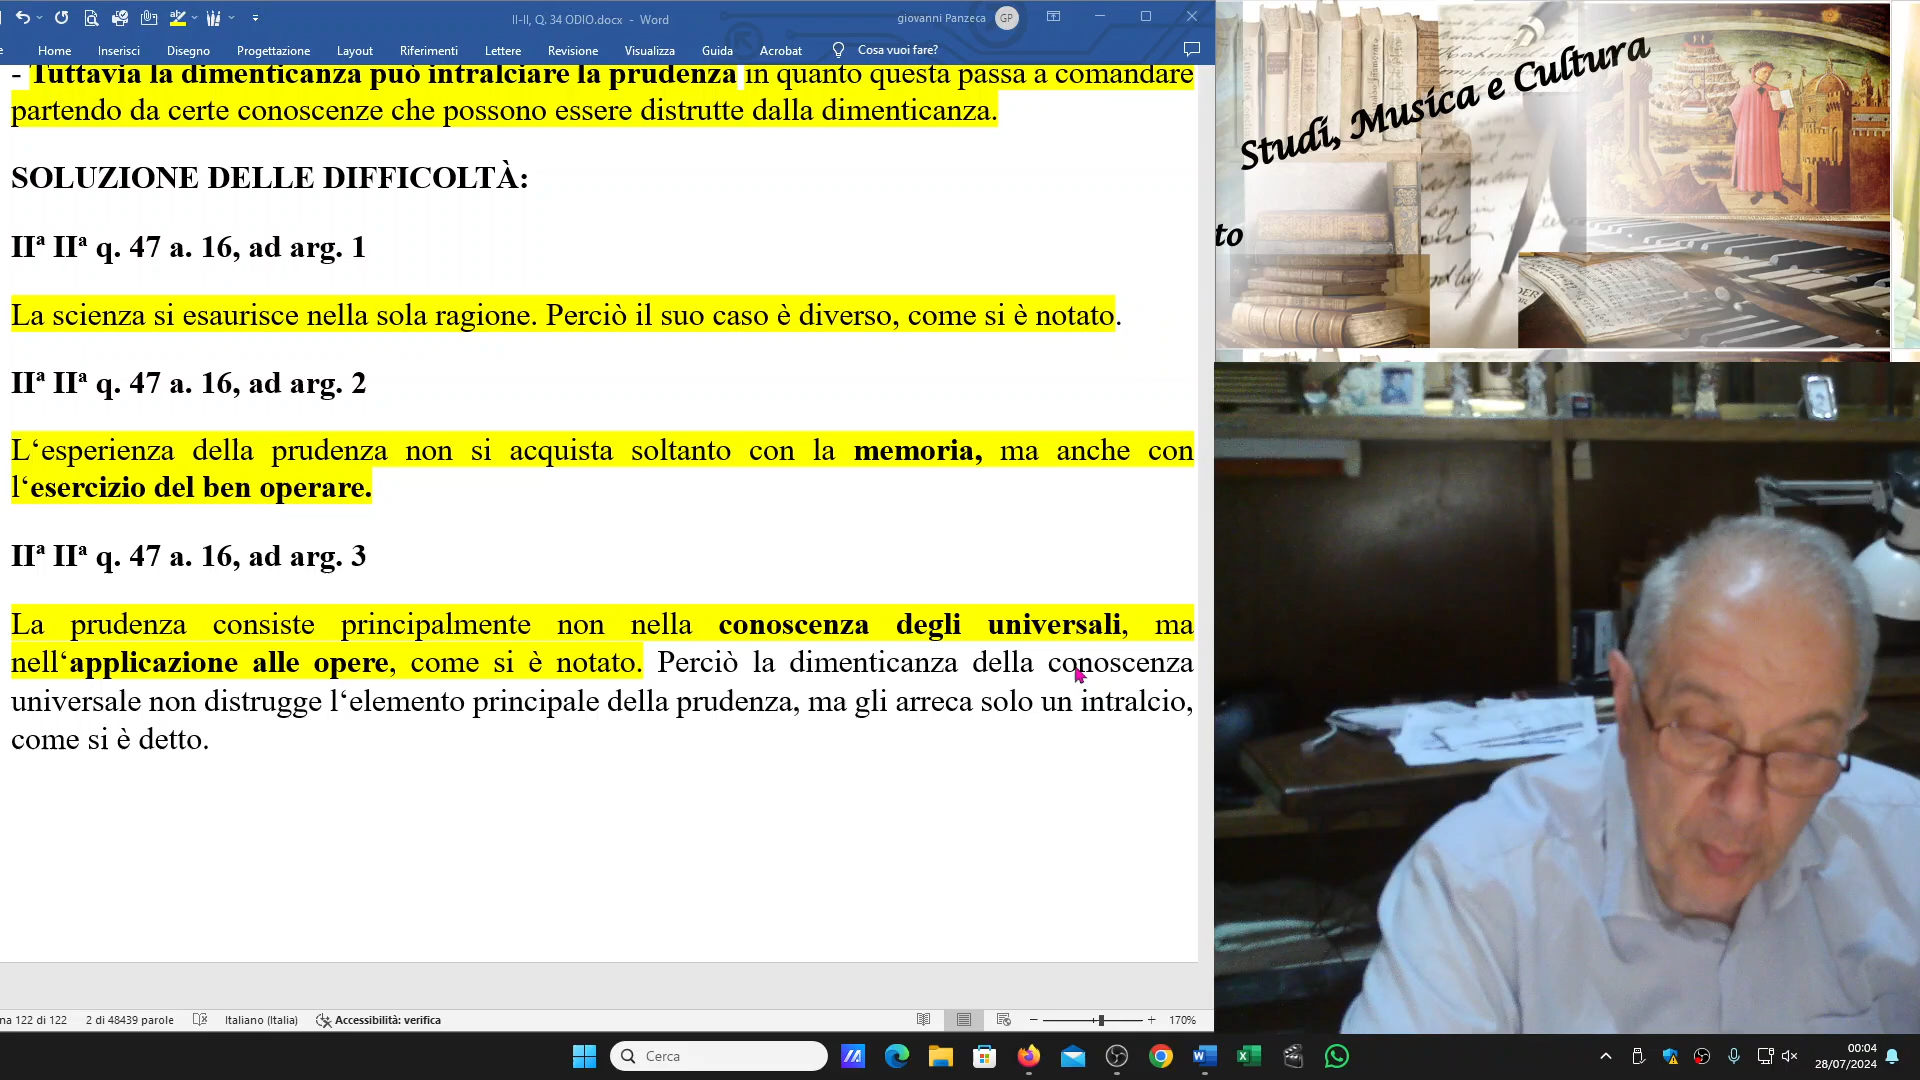 II-II, Q. 34 ODIO.docx - Word
giovanni Panzeca
GP
Home Inserisci Disegno Progettazione Layout Riferimenti Lettere Revisione Visualizza Guida Acrobat Cosa vuoi fare?
- Tuttavia la dimenticanza può intralciare la prudenza in quanto questa passa a comandare
partendo da certe conoscenze che possono essere distrutte dalla dimenticanza.
SOLUZIONE DELLE DIFFICOLTÀ:
IIª IIª q. 47 a. 16, ad arg. 1
La scienza si esaurisce nella sola ragione. Perciò il suo caso è diverso, come si è notato.
IIª IIª q. 47 a. 16, ad arg. 2
L‘esperienza della prudenza non si acquista soltanto con la memoria, ma anche con
l‘esercizio del ben operare.
IIª IIª q. 47 a. 16, ad arg. 3
La prudenza consiste principalmente non nella conoscenza degli universali, ma
nell‘applicazione alle opere, come si è notato. Perciò la dimenticanza della conoscenza
universale non distrugge l‘elemento principale della prudenza, ma gli arreca solo un intralcio,
come si è detto.
na 122 di 122 2 di 48439 parole Italiano (Italia) Accessibilità: verifica 170%
Studi, Musica e Cultura
to
Cerca
00:04
28/07/2024